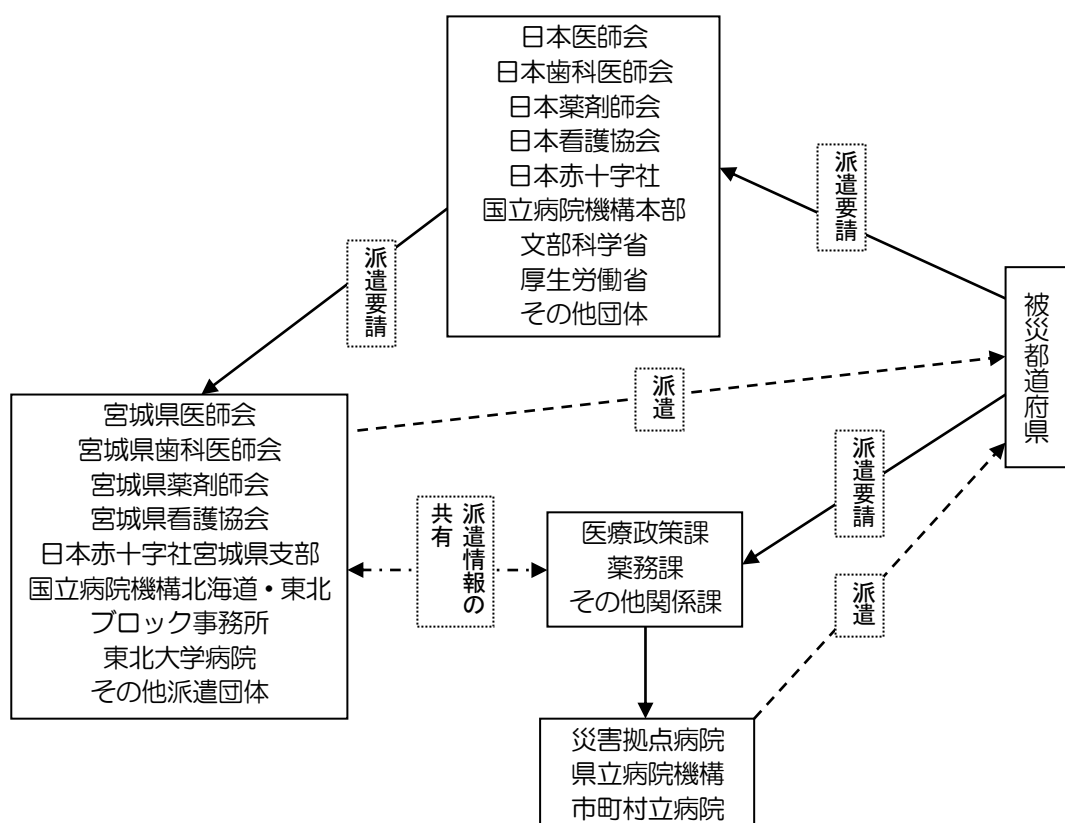 日本医師会
日本歯科医師会
日本薬剤師会
日本看護協会
日本赤十字社
国立病院機構本部
文部科学省
厚生労働省
その他団体
派遣要請
派遣要請
被災都道府県
派遣
宮城県医師会
宮城県歯科医師会
宮城県薬剤師会
宮城県看護協会
日本赤十字社宮城県支部
国立病院機構北海道・東北
ブロック事務所
東北大学病院
その他派遣団体
派遣情報の
共有
派遣要請
医療政策課
薬務課
その他関係課
派遣
災害拠点病院
県立病院機構
市町村立病院